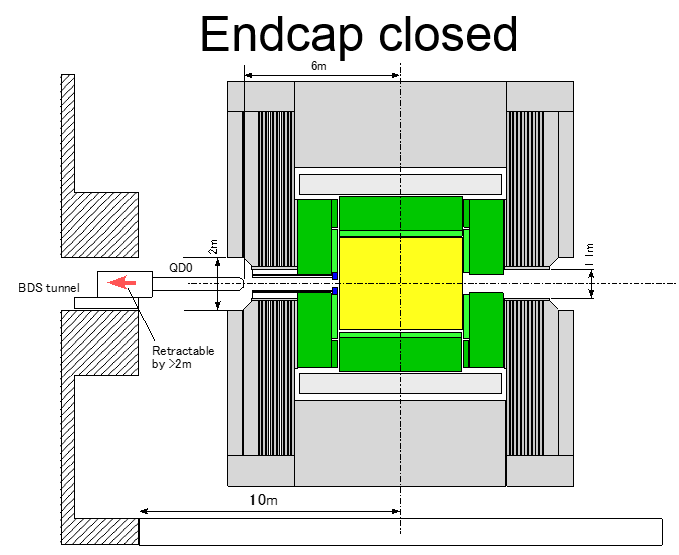 Endcap closed
6m
2m
1.1m
QD0
BDS tunnel
Retractable
by >2m
10m